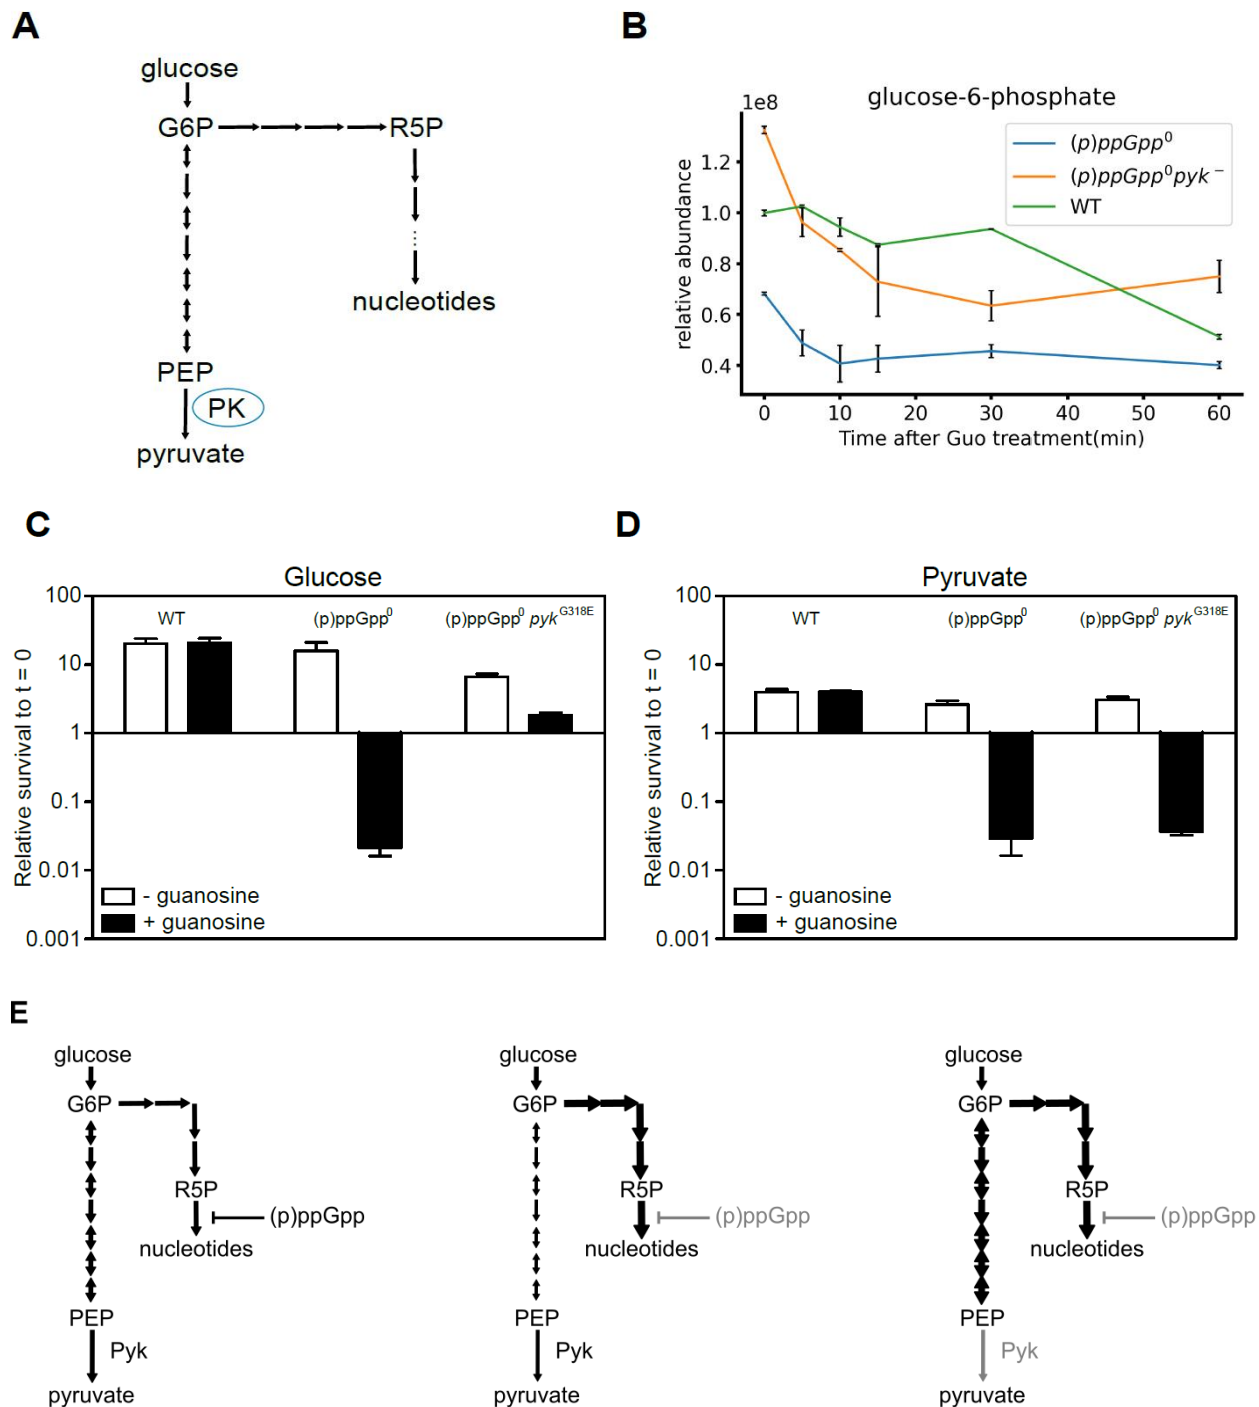 A
glucose
G6P
R5P
nucleotides
PEP
PK
pyruvate
B
glucose-6-phosphate
1e8
(p)ppGpp⁰
(p)ppGpp⁰pyk⁻
WT
1.2
1.0
0.8
0.6
0.4
relative abundance
0 10 20 30 40 50 60
Time after Guo treatment(min)
C
Glucose
WT (p)ppGpp⁰ (p)ppGpp⁰ pyk^G318E
100
10
1
0.1
0.01
0.001
Relative survival to t = 0
- guanosine
+ guanosine
D
Pyruvate
WT (p)ppGpp⁰ (p)ppGpp⁰ pyk^G318E
100
10
1
0.1
0.01
0.001
Relative survival to t = 0
- guanosine
+ guanosine
E
glucose
G6P
R5P
(p)ppGpp
nucleotides
PEP
Pyk
pyruvate
glucose
G6P
R5P
(p)ppGpp
nucleotides
PEP
Pyk
pyruvate
glucose
G6P
R5P
(p)ppGpp
nucleotides
PEP
Pyk
pyruvate